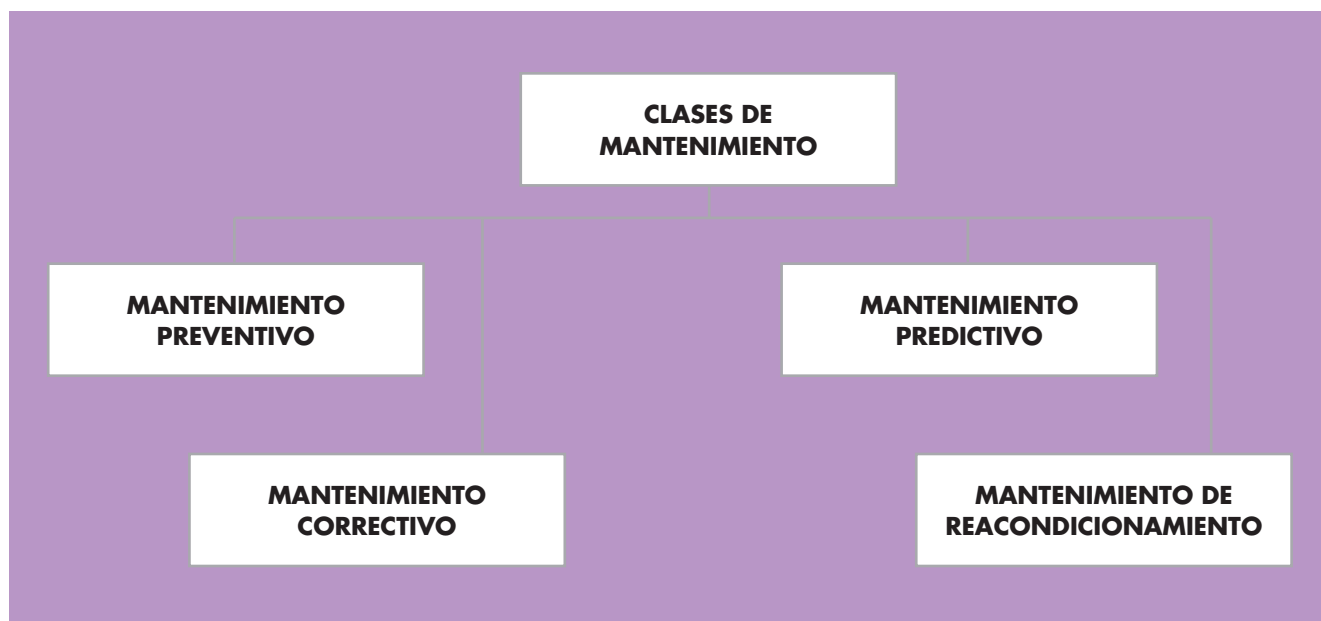 CLASES DE
MANTENIMIENTO
MANTENIMIENTO
PREVENTIVO
MANTENIMIENTO
PREDICTIVO
MANTENIMIENTO
CORRECTIVO
MANTENIMIENTO DE
REACONDICIONAMIENTO